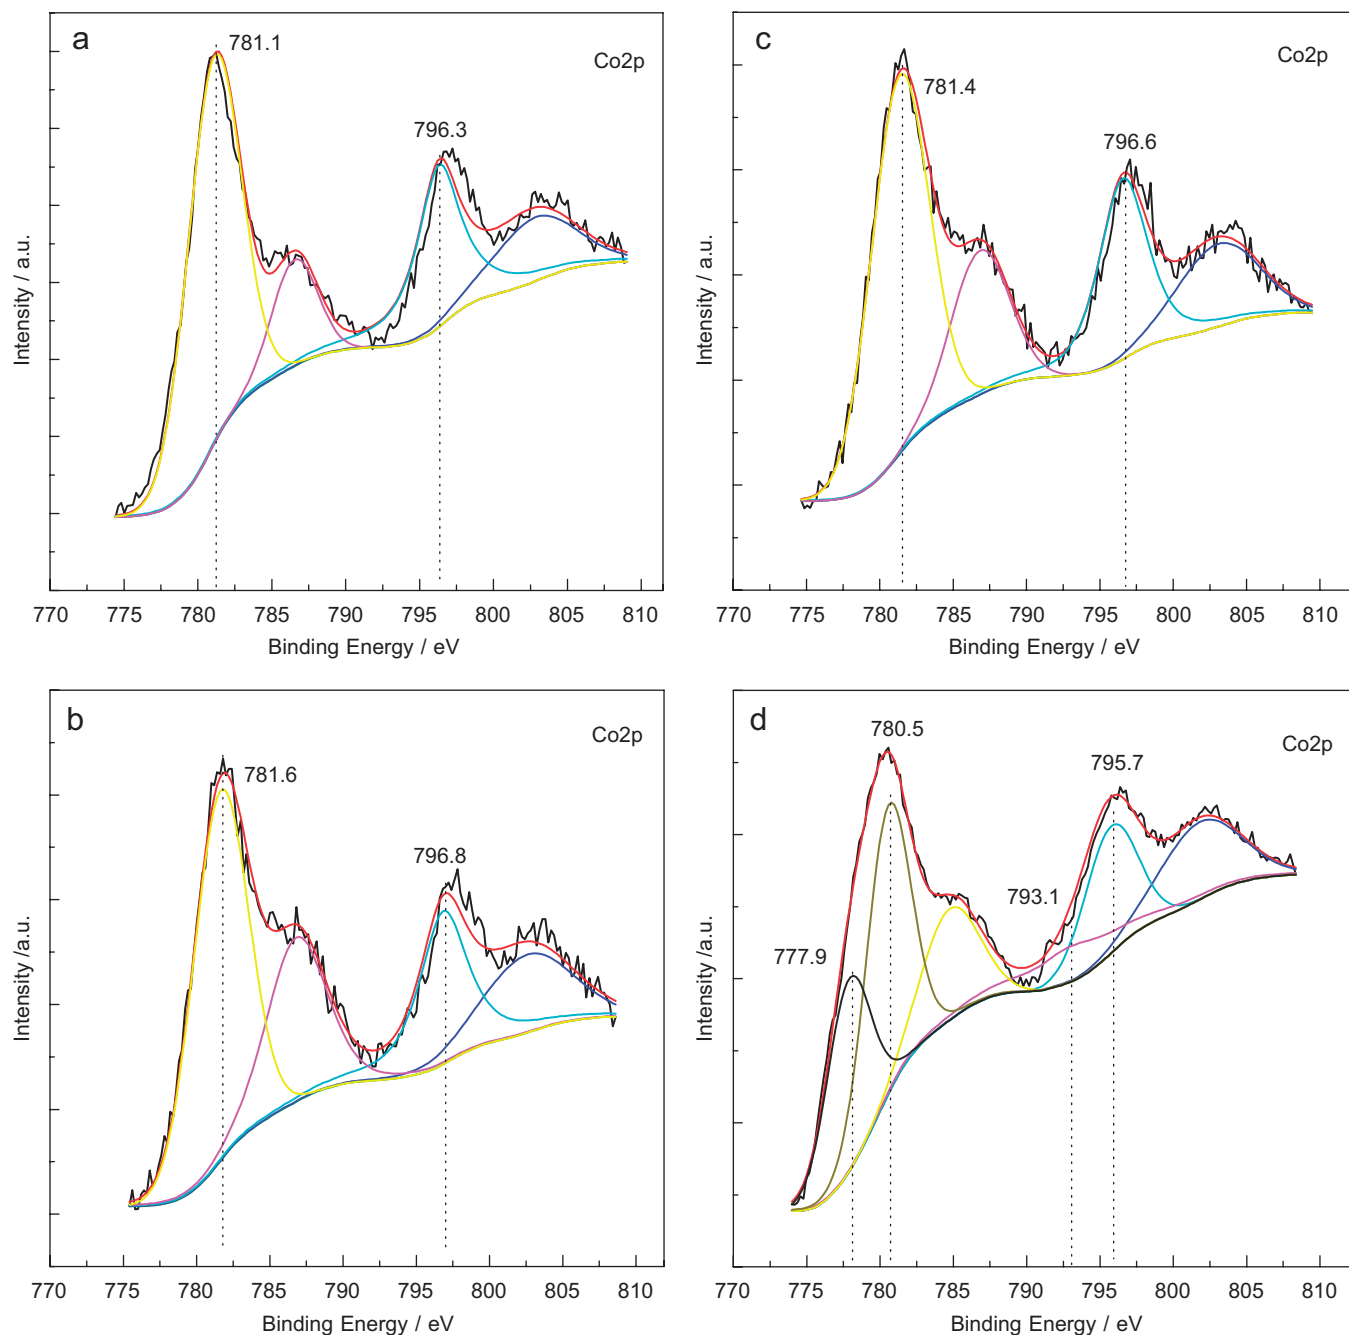 a
781.1
Co2p
796.3
Intensity / a.u.
770 775 780 785 790 795 800 805 810
Binding Energy / eV
c
781.4
Co2p
796.6
Intensity / a.u.
770 775 780 785 790 795 800 805 810
Binding Energy / eV
b
781.6
Co2p
796.8
Intensity /a.u.
770 775 780 785 790 795 800 805 810
Binding Energy / eV
d
780.5
Co2p
795.7
793.1
777.9
Intensity / a.u.
770 775 780 785 790 795 800 805 810
Binding Energy / eV